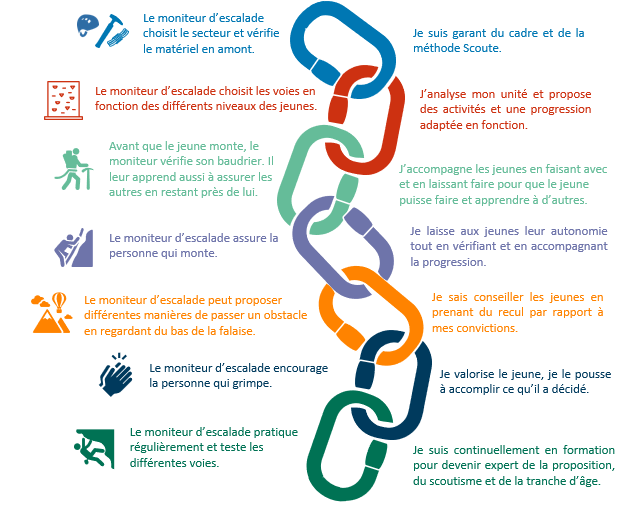 Le moniteur d'escalade
choisit le secteur et vérifie
le matériel en amont.
Je suis garant du cadre et de la
méthode Scoute.
Le moniteur d'escalade choisit les voies en
fonction des différents niveaux des jeunes.
J'analyse mon unité et propose
des activités et une progression
adaptée en fonction.
Avant que le jeune monte, le
moniteur vérifie son baudrier. Il
leur apprend aussi à assurer les
autres en restant près de lui.
J'accompagne les jeunes en faisant avec
et en laissant faire pour que le jeune
puisse faire et apprendre à d'autres.
Le moniteur d'escalade assure la
personne qui monte.
Je laisse aux jeunes leur autonomie
tout en vérifiant et en accompagnant
la progression.
Le moniteur d'escalade peut proposer
différentes manières de passer un obstacle
en regardant du bas de la falaise.
Je sais conseiller les jeunes en
prenant du recul par rapport à
mes convictions.
Le moniteur d'escalade encourage
la personne qui grimpe.
Je valorise le jeune, je le pousse
à accomplir ce qu'il a décidé.
Le moniteur d'escalade pratique
régulièrement et teste les
différentes voies.
Je suis continuellement en formation
pour devenir expert de la proposition,
du scoutisme et de la tranche d'âge.